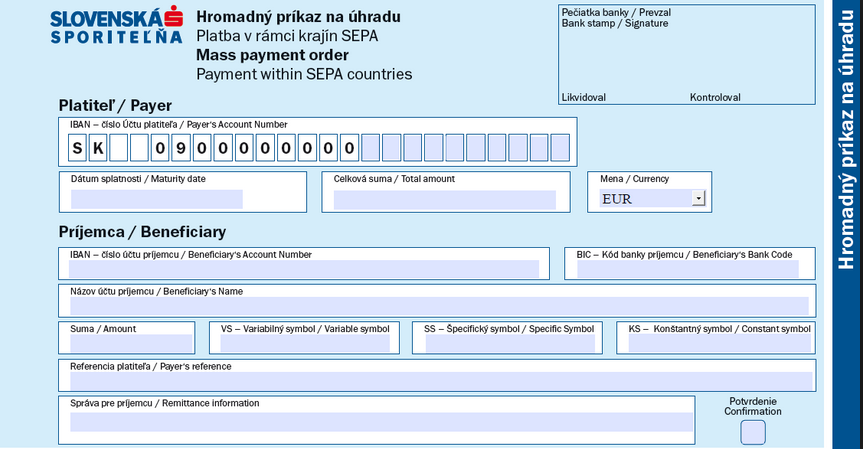 SLOVENSKÁ
SPORITEĽŇA
Hromadný príkaz na úhradu
Platba v rámci krajín SEPA
Mass payment order
Payment within SEPA countries
Pečiatka banky / Prevzal
Bank stamp / Signature
Likvidoval Kontroloval
Platiteľ / Payer
IBAN – číslo Účtu platiteľa / Payer's Account Number
S K 0 9 0 0 0 0 0 0 0 0
Dátum splatnosti / Maturity date
Celková suma / Total amount
Mena / Currency
EUR
Príjemca / Beneficiary
IBAN – číslo účtu príjemcu / Beneficiary's Account Number
BIC – Kód banky príjemcu / Beneficiary's Bank Code
Názov účtu príjemcu / Beneficiary's Name
Suma / Amount
VS – Variabilný symbol / Variable symbol
SS – Špecifický symbol / Specific Symbol
KS – Konštantný symbol / Constant symbol
Referencia platiteľa / Payer's reference
Správa pre príjemcu / Remittance information
Potvrdenie
Confirmation
Hromadný príkaz na úhradu